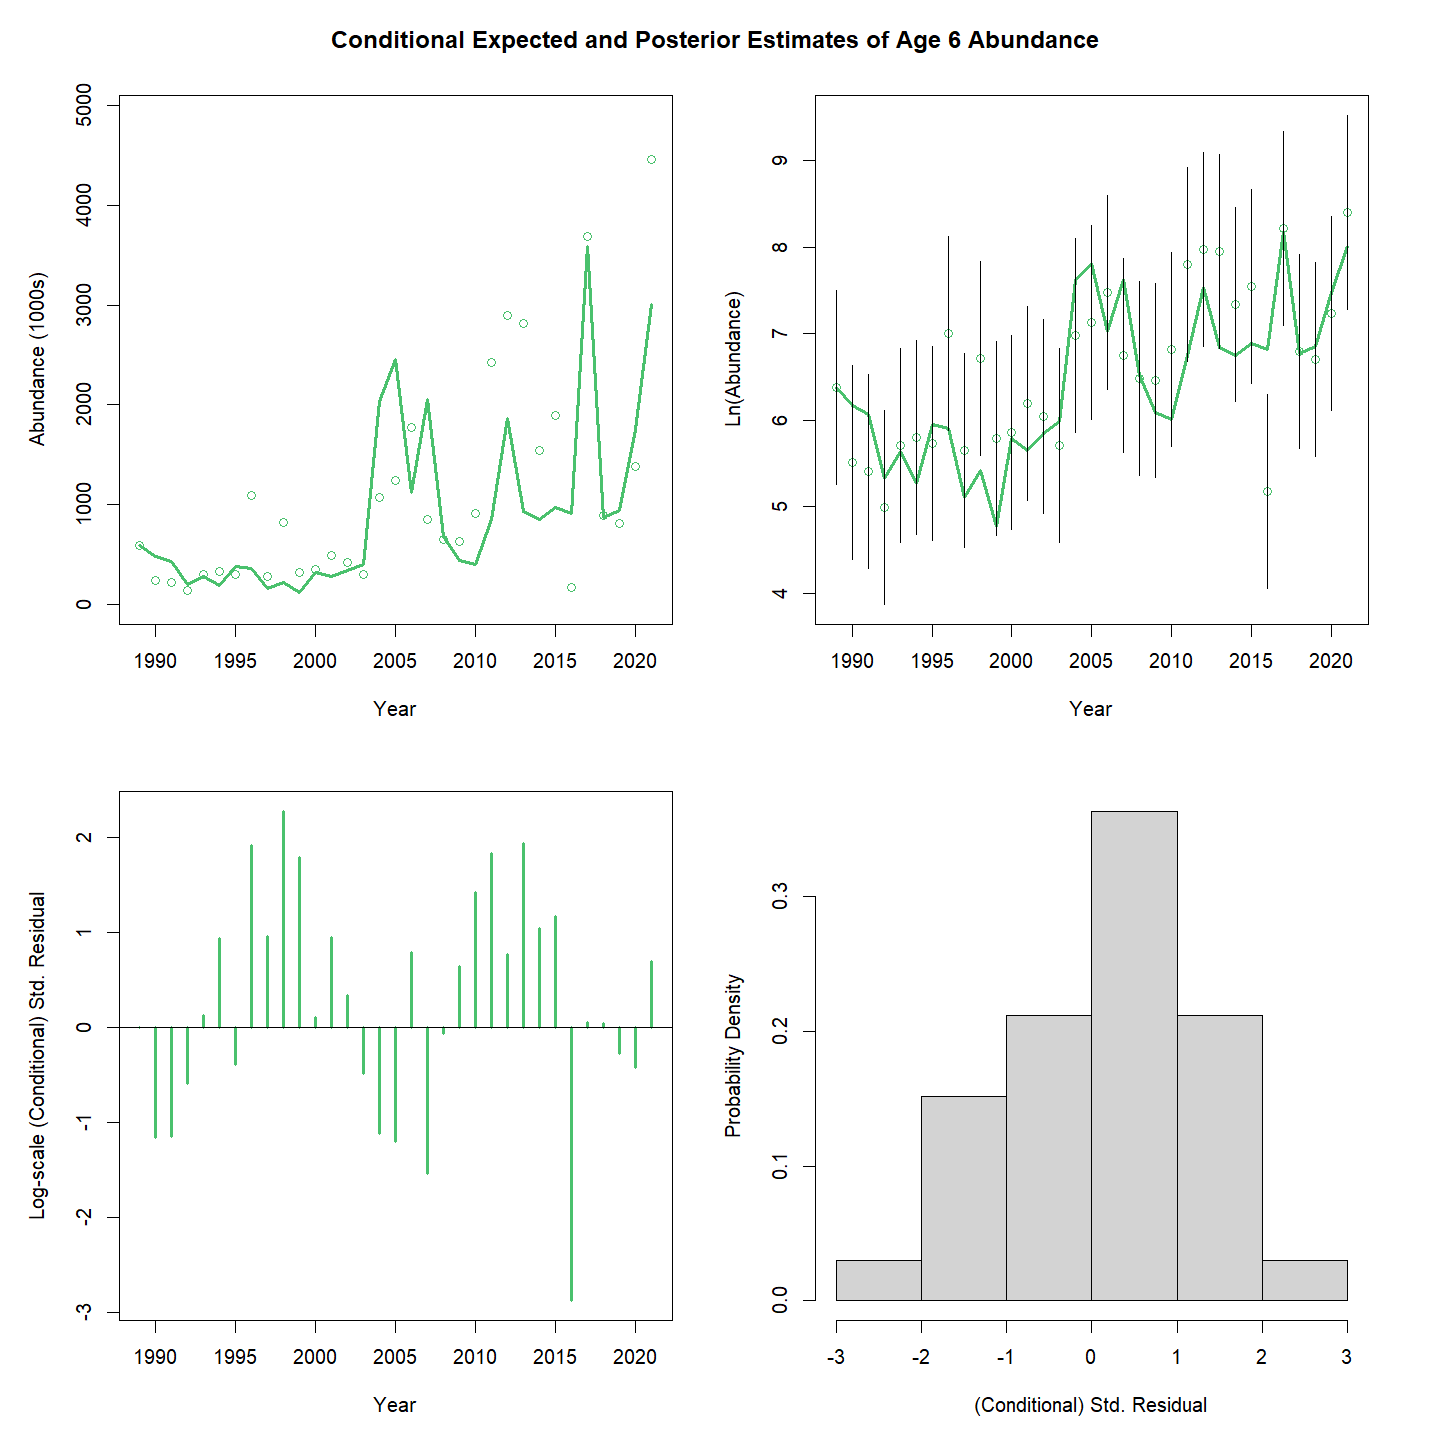 Conditional Expected and Posterior Estimates of Age 6 Abundance
Abundance (1000s)
5000
4000
3000
2000
1000
0
1990 1995 2000 2005 2010 2015 2020
Year
Ln(Abundance)
9
8
7
6
5
4
1990 1995 2000 2005 2010 2015 2020
Year
Log-scale (Conditional) Std. Residual
2
1
0
-1
-2
-3
1990 1995 2000 2005 2010 2015 2020
Year
Probability Density
0.3
0.2
0.1
0.0
-3 -2 -1 0 1 2 3
(Conditional) Std. Residual